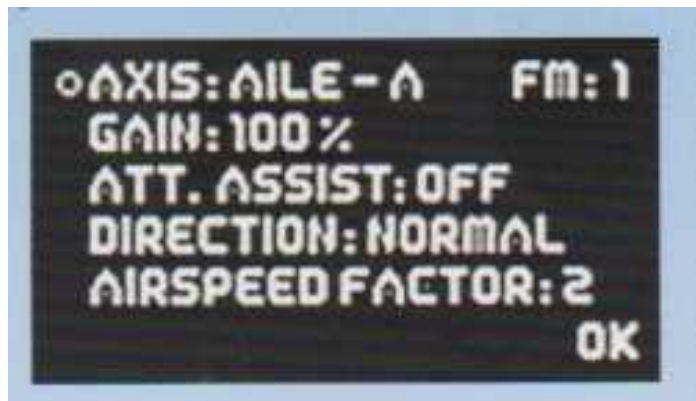 AXIS: AILE-A FM: 1
GAIN: 100%
ATT. ASSIST: OFF
DIRECTION: NORMAL
AIRSPEED FACTOR: 2
OK